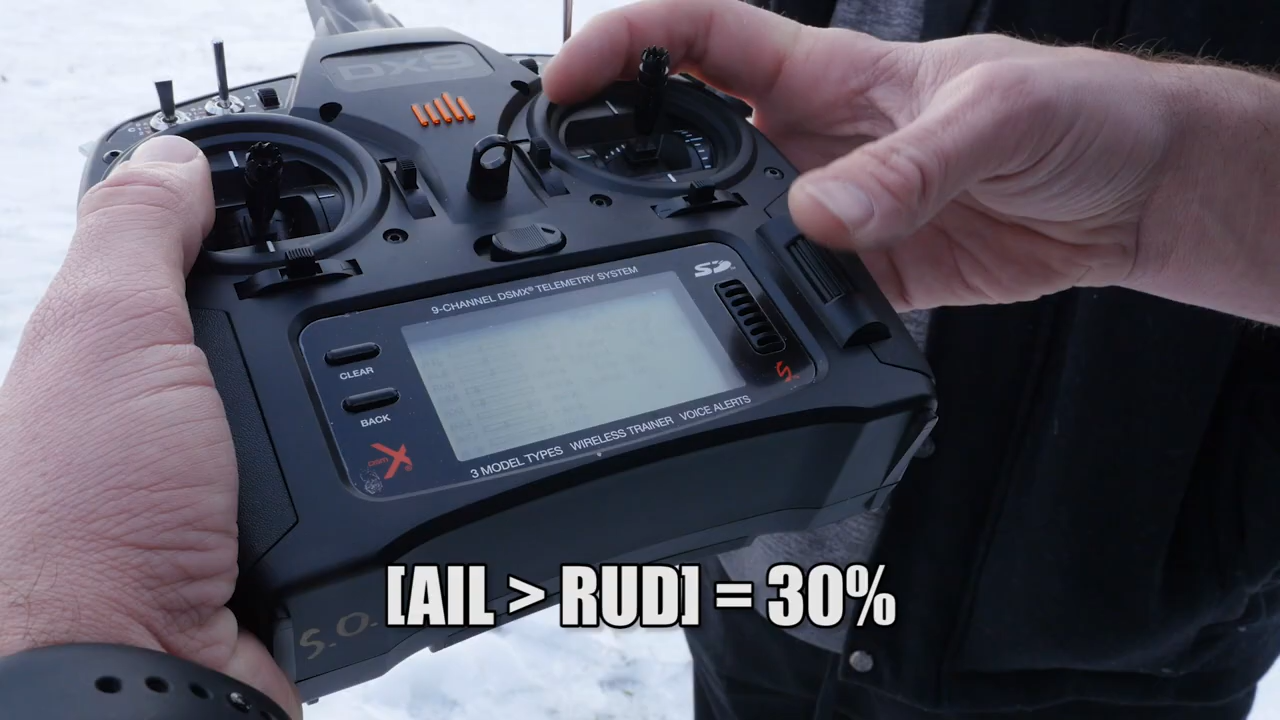 DX9
9-CHANNEL DSMX® TELEMETRY SYSTEM
SD
CLEAR
BACK
3 MODEL TYPES WIRELESS TRAINER VOICE ALERTS
S.O.
[AIL > RUD] = 30%